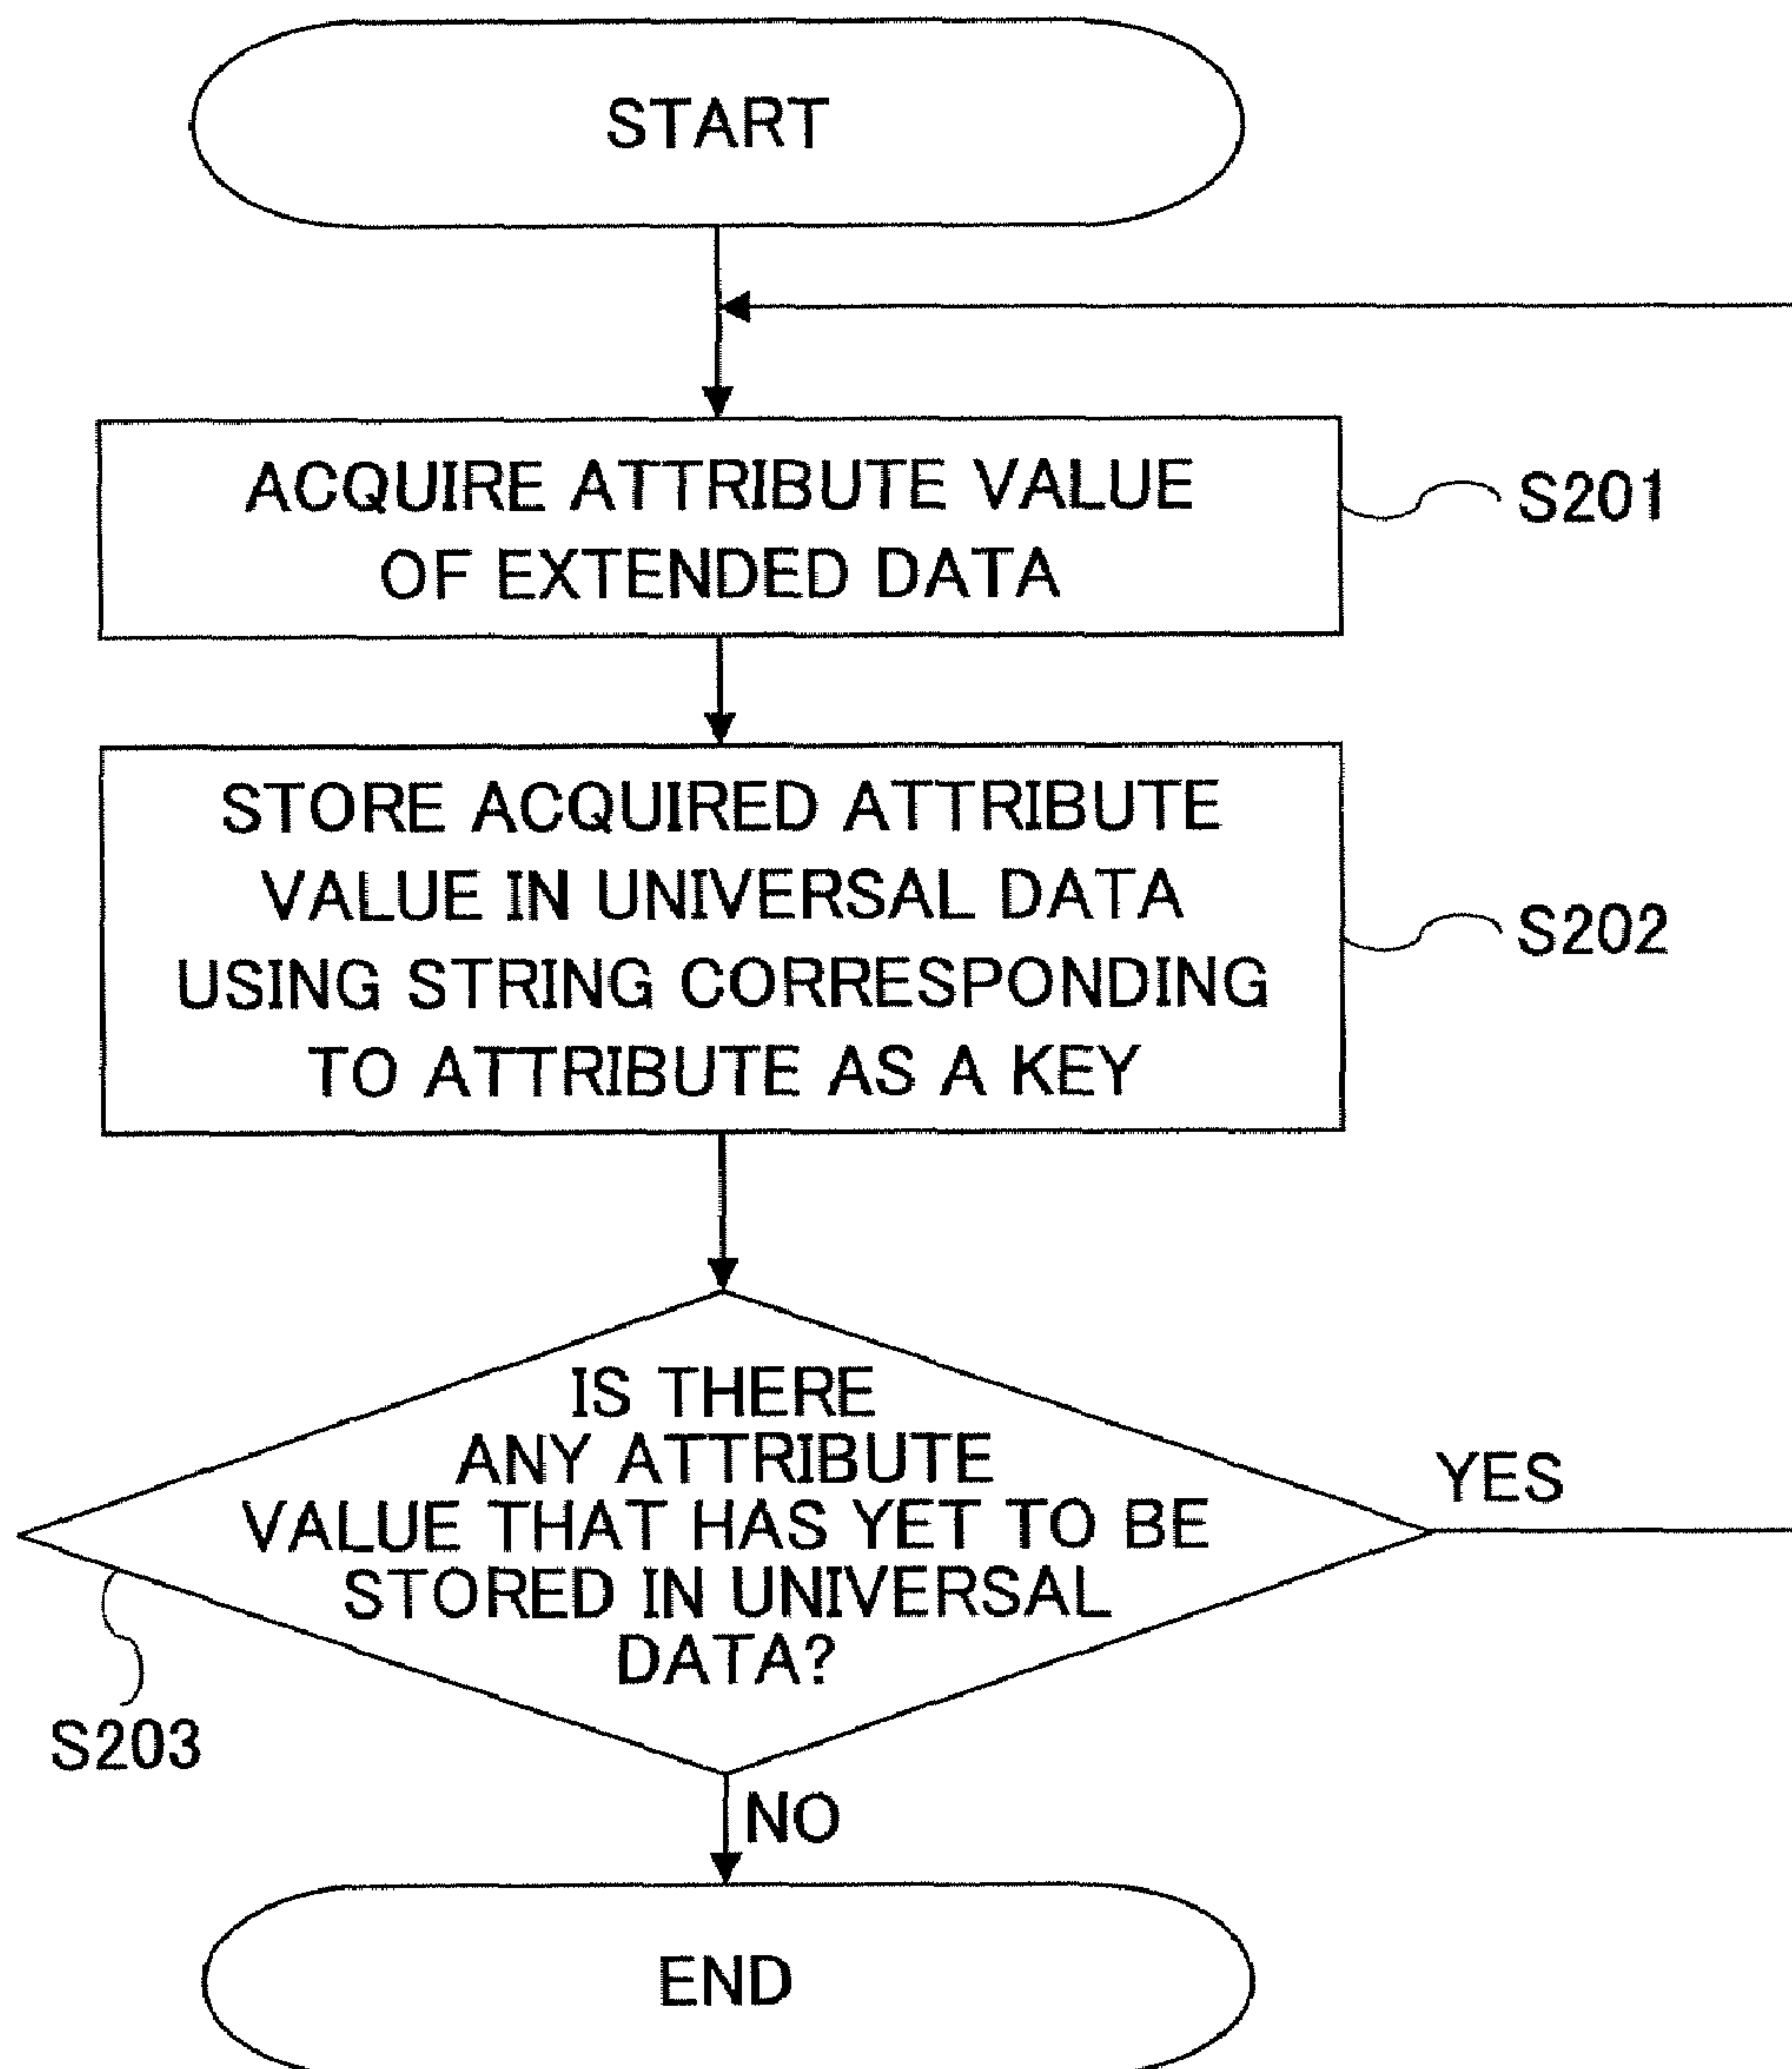 START
ACQUIRE ATTRIBUTE VALUE
OF EXTENDED DATA
S201
STORE ACQUIRED ATTRIBUTE
VALUE IN UNIVERSAL DATA
USING STRING CORRESPONDING
TO ATTRIBUTE AS A KEY
S202
IS THERE
ANY ATTRIBUTE
VALUE THAT HAS YET TO BE
STORED IN UNIVERSAL
DATA?
YES
S203
NO
END